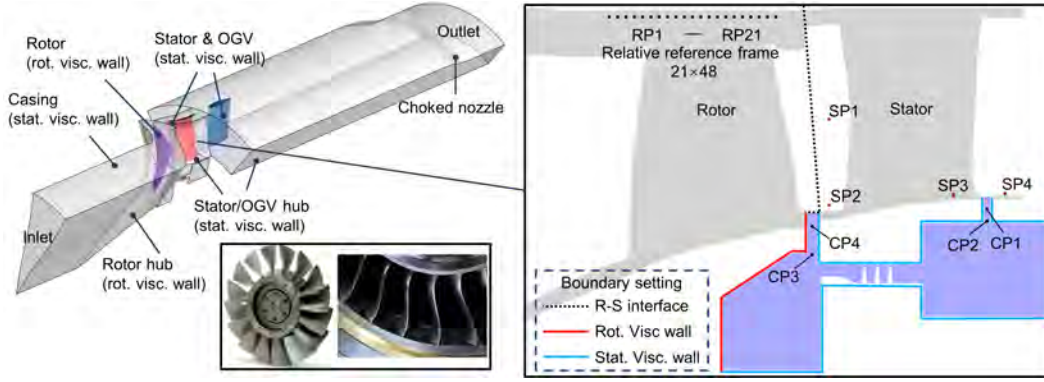 Rotor
(rot. visc. wall)
Stator & OGV
(stat. visc. wall)
Outlet
Casing
(stat. visc. wall)
Choked nozzle
Inlet
Stator/OGV hub
(stat. visc. wall)
Rotor hub
(rot. visc. wall)
RP1 — RP21
Relative reference frame
21×48
Rotor
SP1
Stator
SP2
SP3
SP4
CP4
CP3
CP2
CP1
Boundary setting
R-S interface
Rot. Visc wall
Stat. Visc. wall